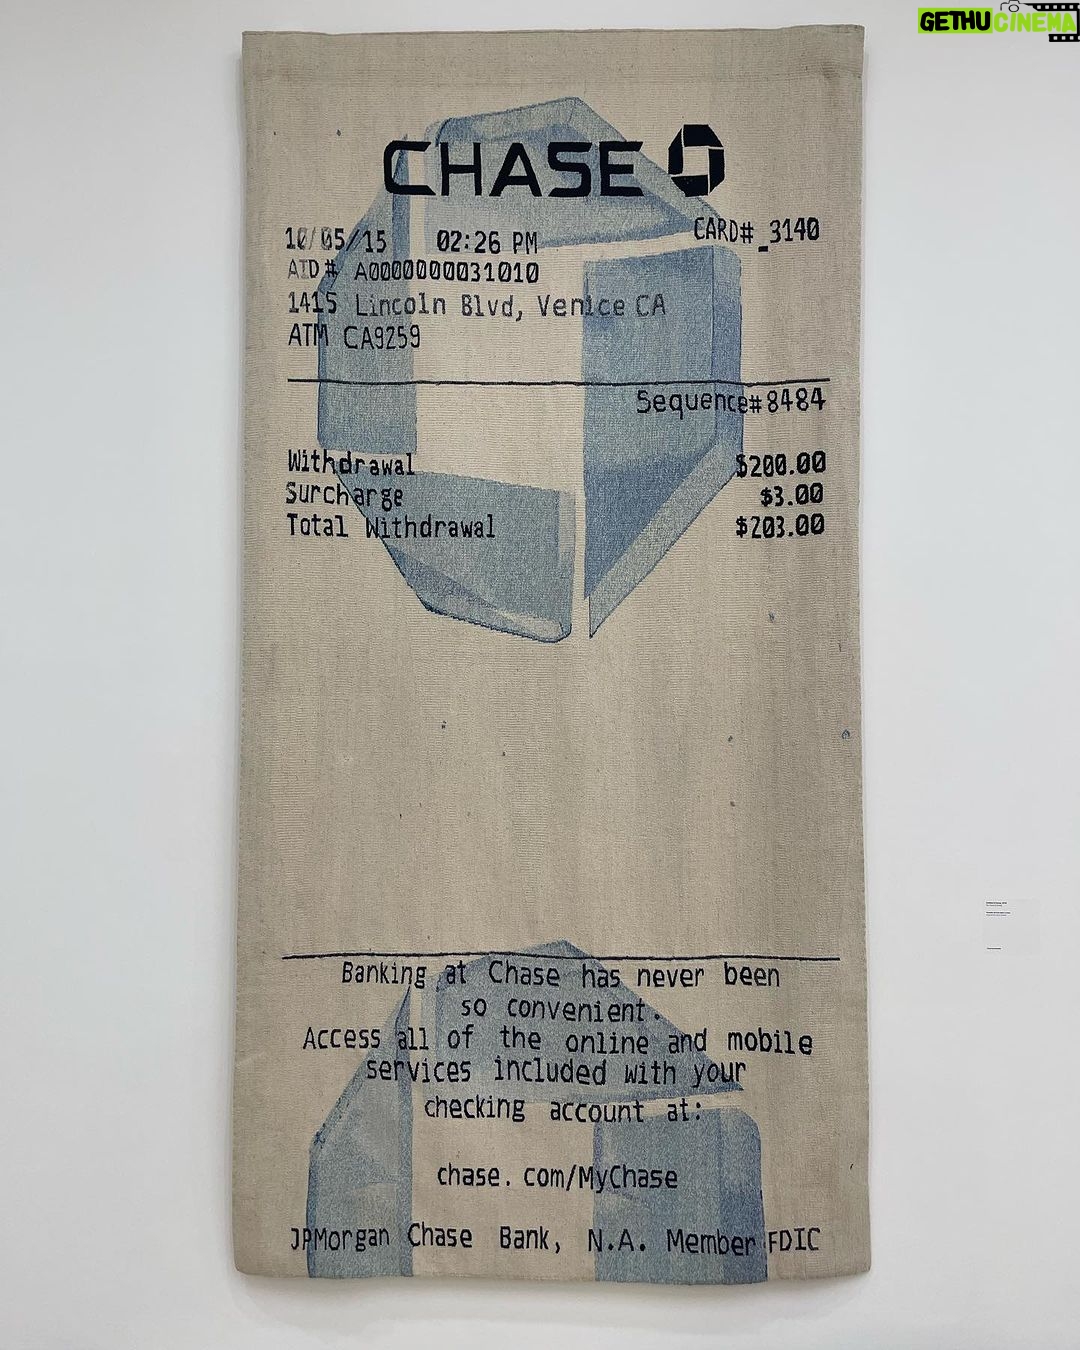 GETHUCINEMA
CHASE
10/05/15 02:26 PM CARD#_3140
AID# A0000000031010
1415 Lincoln Blvd, Venice CA
ATM CA9259
Sequence#8484
Withdrawal $200.00
Surcharge $3.00
Total Withdrawal $203.00
Banking at Chase has never been
so convenient.
Access all of the online and mobile
services included with your
checking account at:
chase.com/MyChase
JPMorgan Chase Bank, N.A. Member FDIC